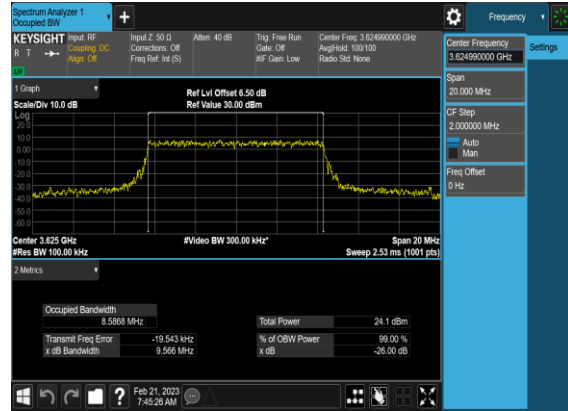 Spectrum Analyzer 1
Occupied BW
+
Frequency
KEYSIGHT
R T
LM
Input: RF
Coupling: DC
Align: Off
Input Z: 50 Ω
Corrections: Off
Freq Ref: Int (S)
Atten: 40 dB
Trig: Free Run
Gate: Off
#IF Gain: Low
Center Freq: 3.624990000 GHz
Avg|Hold: 100/100
Radio Std: None
Center Frequency
3.624990000 GHz
Settings
Span
20.000 MHz
CF Step
2.000000 MHz
Auto
Man
Freq Offset
0 Hz
1 Graph
Scale/Div 10.0 dB
Ref Lvl Offset 6.50 dB
Ref Value 30.00 dBm
Log
20.0
10.0
0.00
-10.0
-20.0
-30.0
-40.0
-50.0
-60.0
Center 3.625 GHz
#Video BW 300.00 kHz*
Span 20 MHz
#Res BW 100.00 kHz
Sweep 2.53 ms (1001 pts)
2 Metrics
Occupied Bandwidth
8.5868 MHz
Total Power 24.1 dBm
Transmit Freq Error -19.543 kHz
% of OBW Power 99.00 %
x dB Bandwidth 9.566 MHz
x dB -26.00 dB
?
Feb 21, 2023
7:45:26 AM